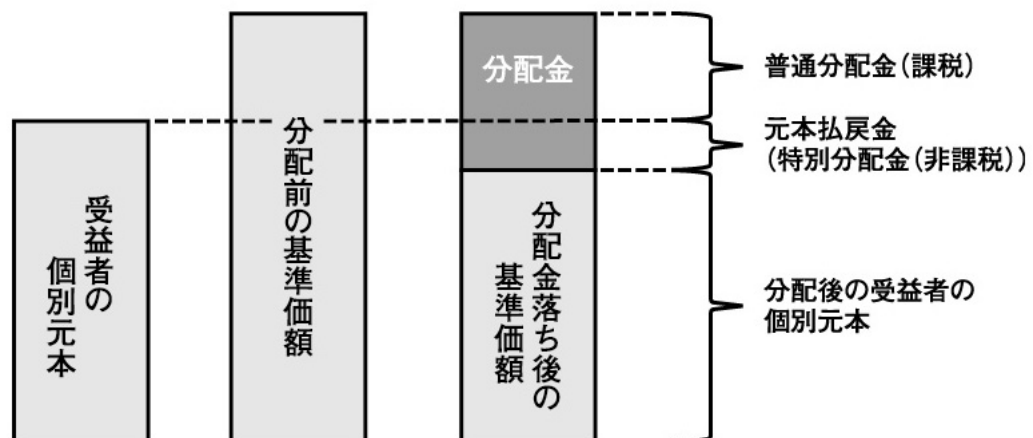 受益者の
個別元本
分配前の基準価額
分配金
分配金落ち後の
基準価額
普通分配金(課税)
元本払戻金
(特別分配金(非課税))
分配後の受益者の
個別元本